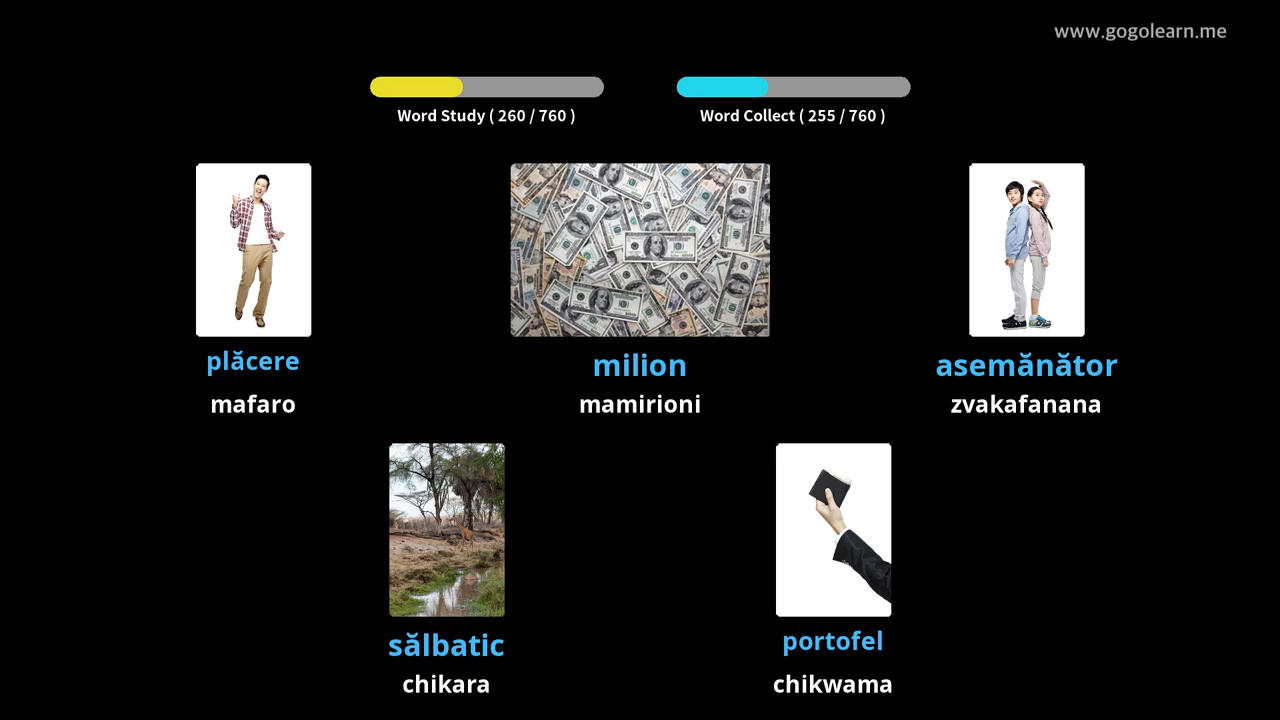 www.gogolearn.me
Word Study ( 260 / 760 )
Word Collect ( 255 / 760 )
plăcere
mafaro
milion
mamirioni
asemănător
zvakafanana
sălbatic
chikara
portofel
chikwama